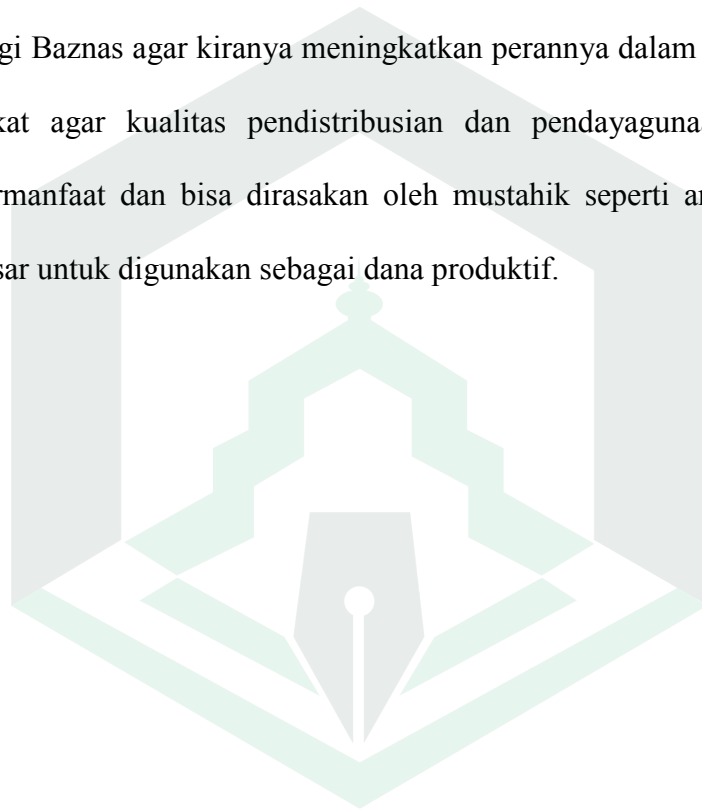 gi Baznas agar kiranya meningkatkan perannya dalam
kat agar kualitas pendistribusian dan pendayaguna
rmanfaat dan bisa dirasakan oleh mustahik seperti
sar untuk digunakan sebagai dana produktif.